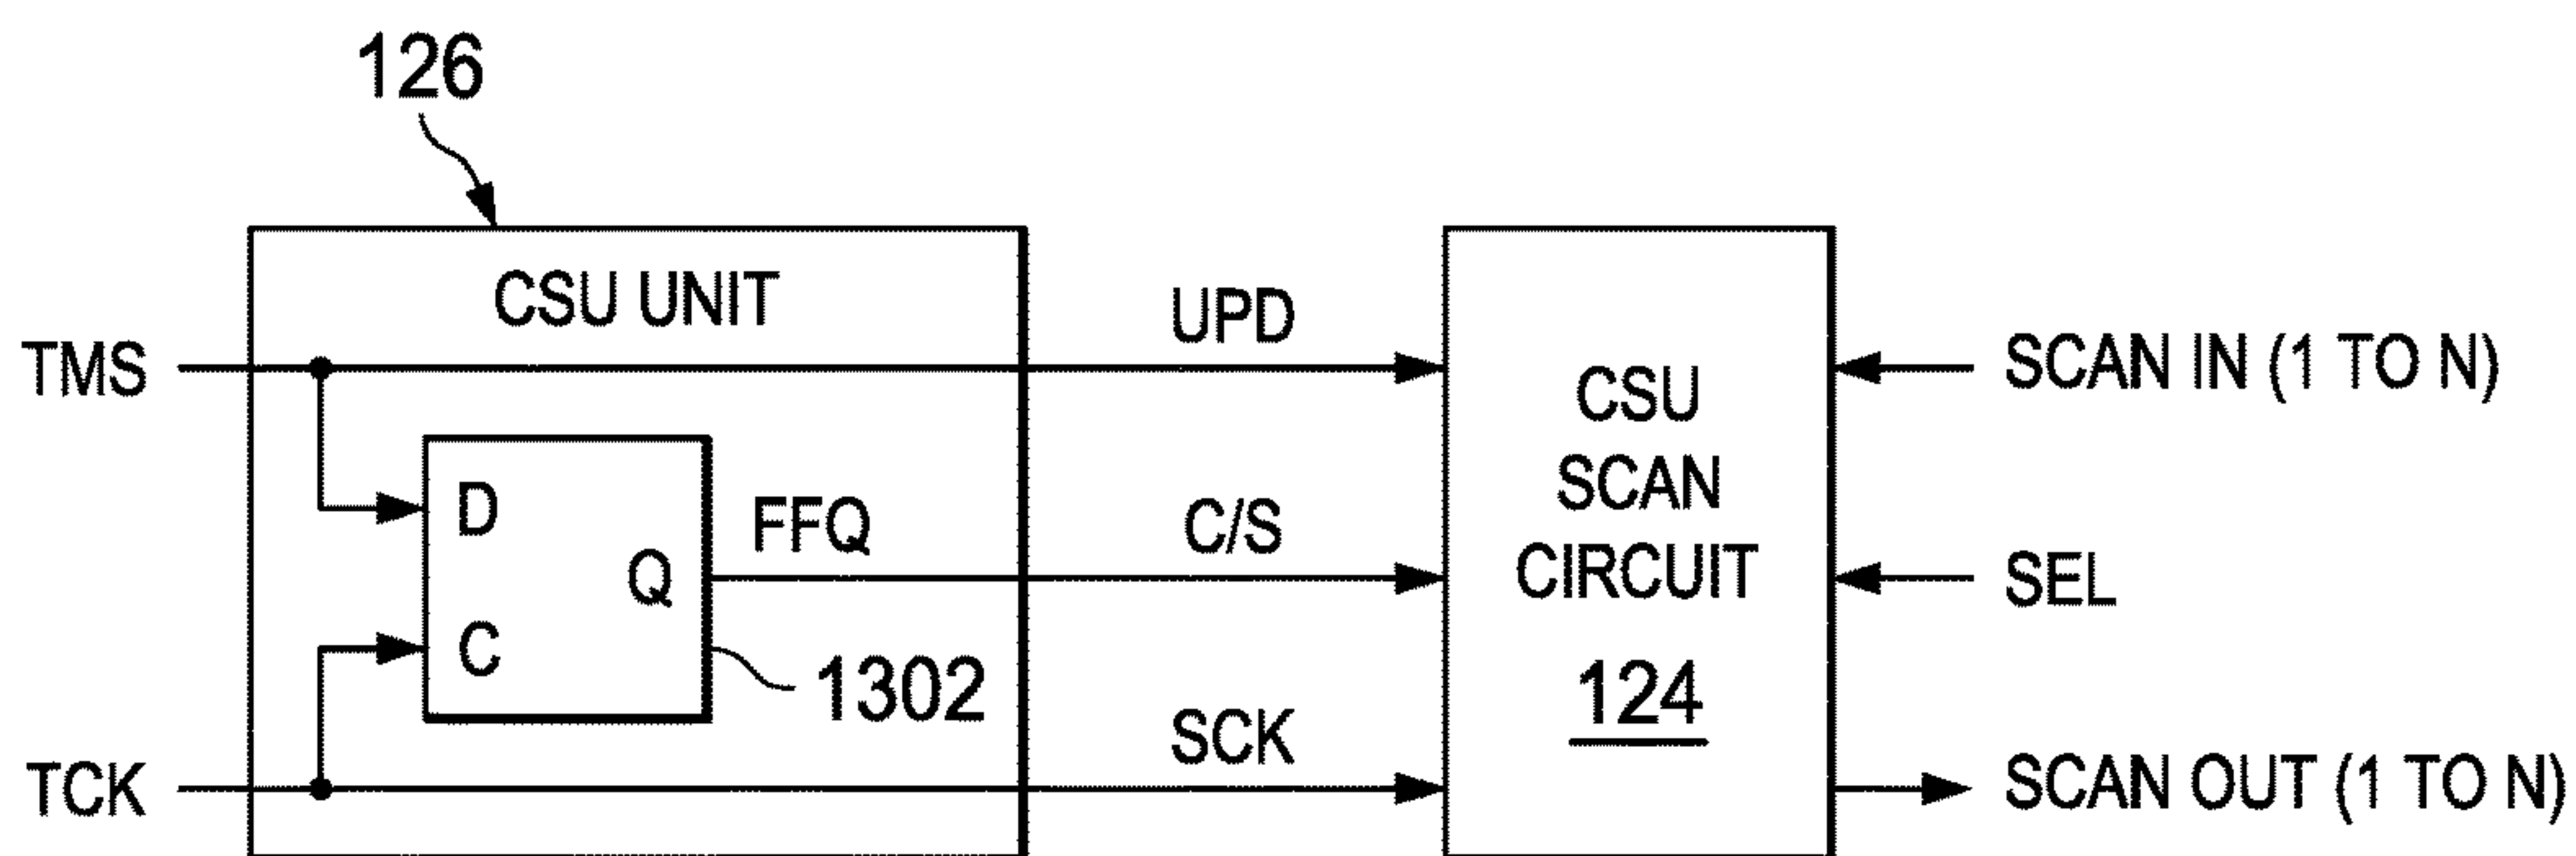 126
CSU UNIT
TMS
D
C
Q
FFQ
1302
TCK
UPD
C/S
SCK
CSU
SCAN
CIRCUIT
124
SCAN IN (1 TO N)
SEL
SCAN OUT (1 TO N)